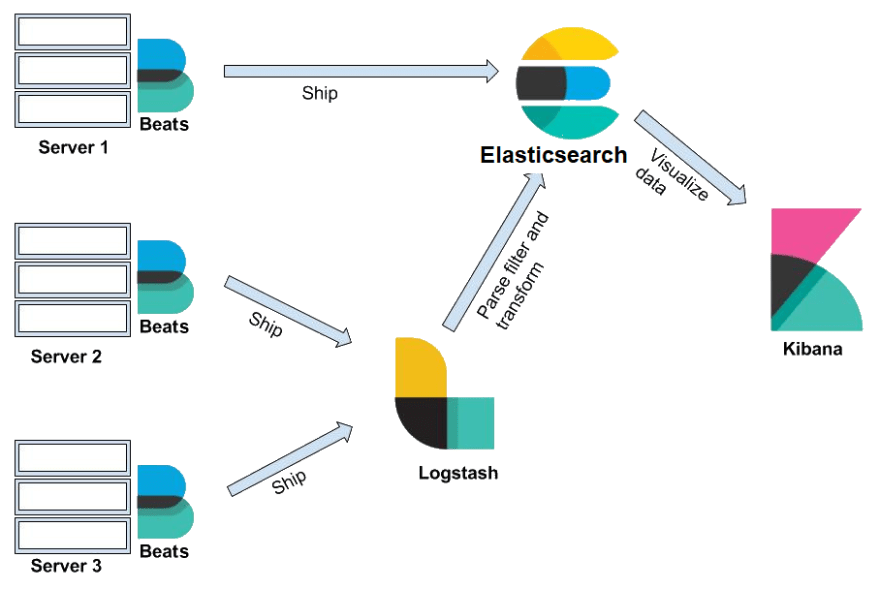 Beats
Server 1
Ship
Elasticsearch
Visualize
data
Beats
Server 2
Ship
Parse filter and
transform
Kibana
Logstash
Beats
Server 3
Ship